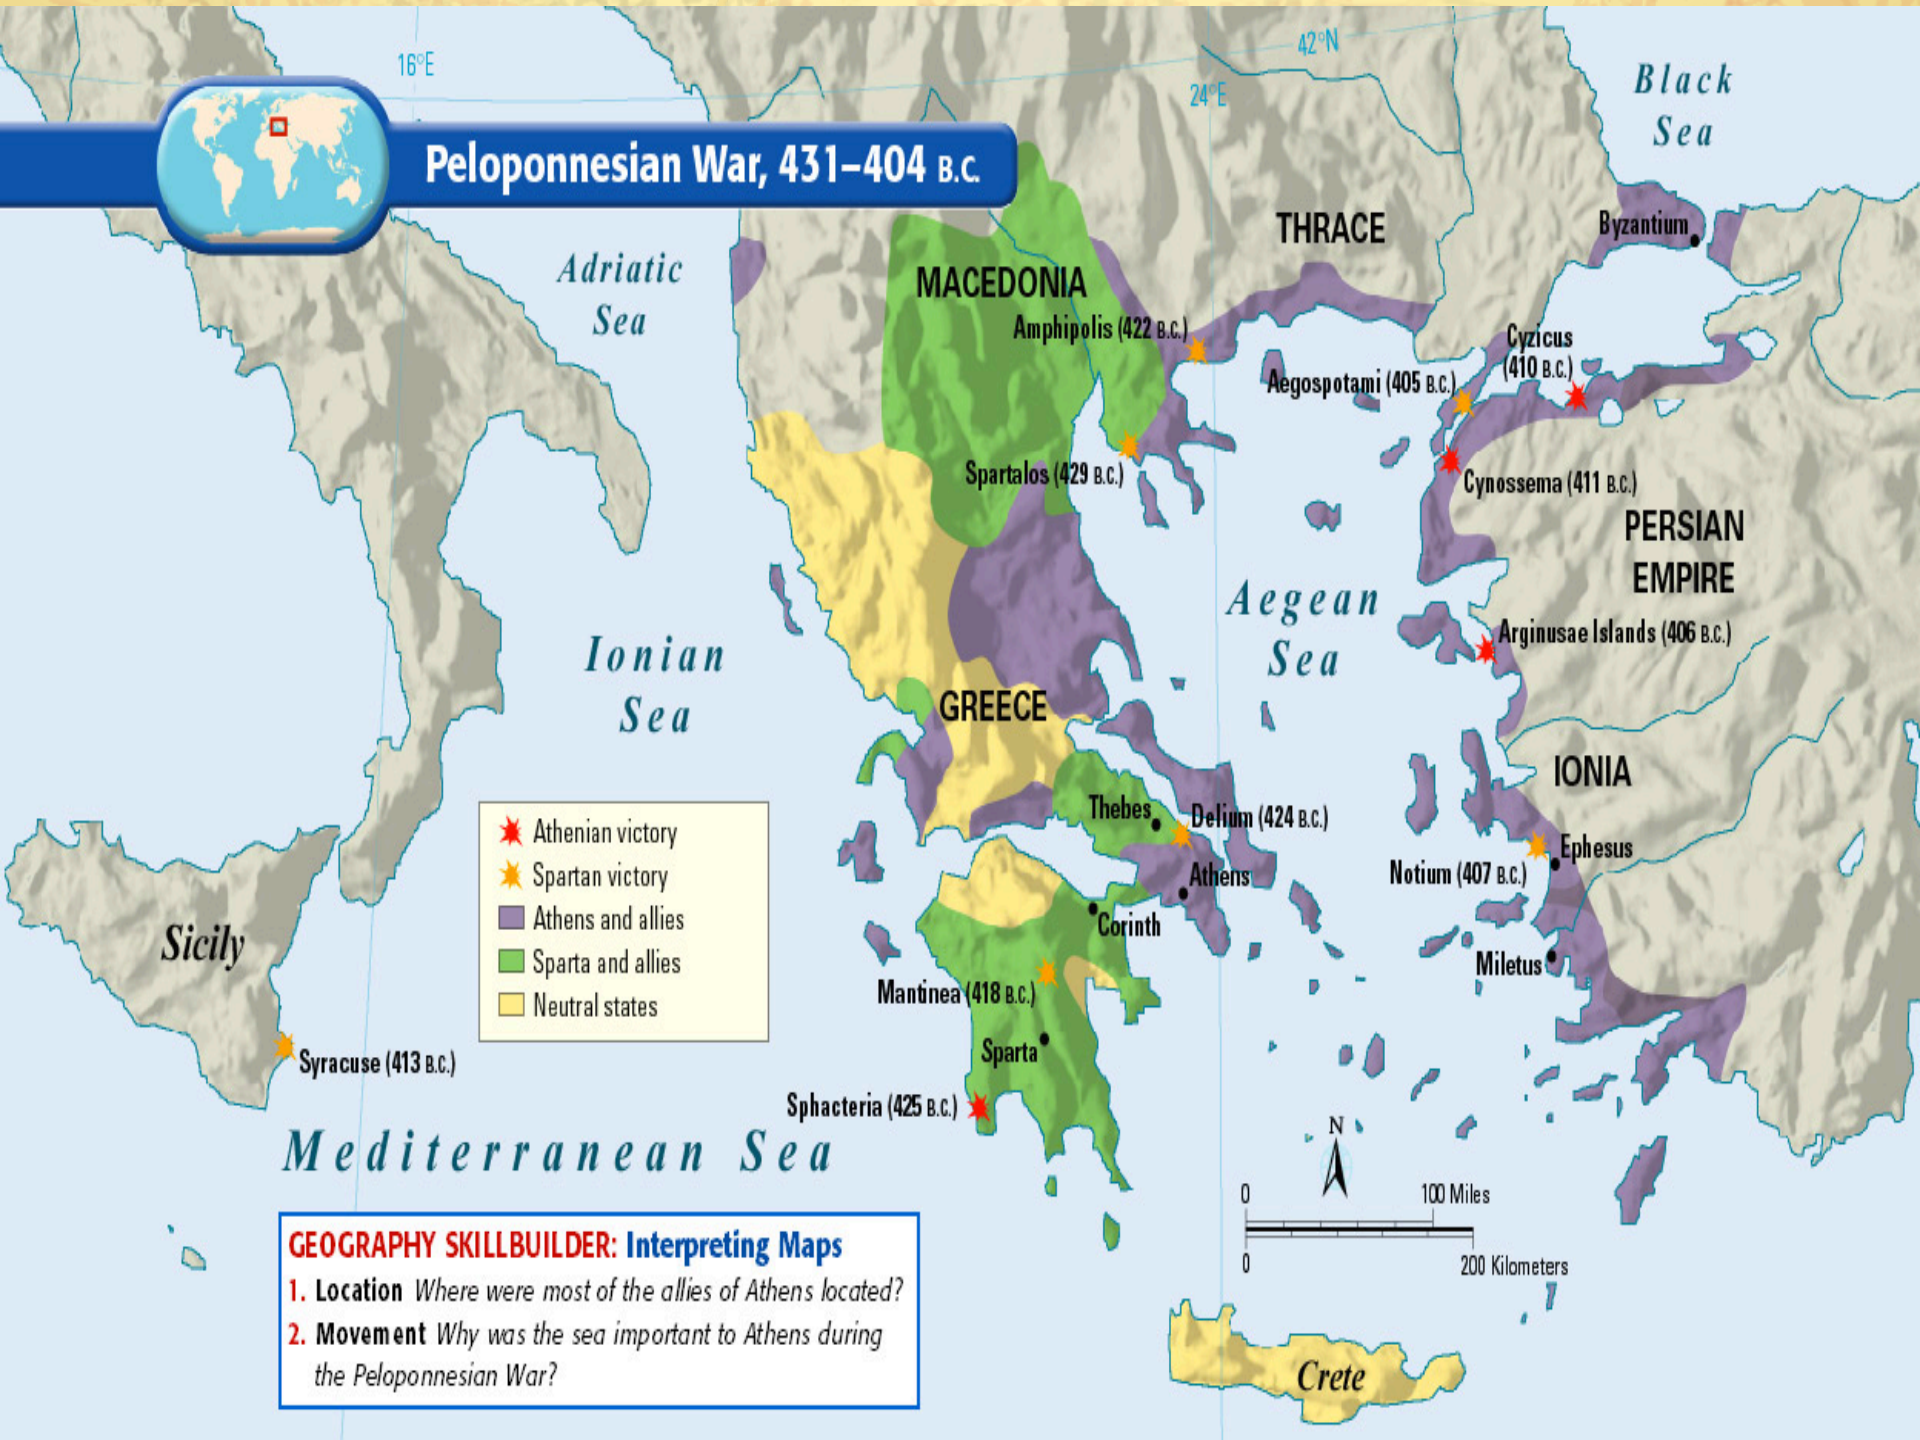 16°E
42°N
24°E
Black
Sea
Peloponnesian War, 431–404 B.C.
THRACE
Byzantium
Adriatic
Sea
MACEDONIA
Amphipolis (422 B.C.)
Cyzicus
(410 B.C.)
Aegospotami (405 B.C.)
Spartalos (429 B.C.)
Cynossema (411 B.C.)
PERSIAN
EMPIRE
Aegean
Sea
Arginusae Islands (406 B.C.)
Ionian
Sea
GREECE
IONIA
Athenian victory
Spartan victory
Athens and allies
Sparta and allies
Neutral states
Thebes
Delium (424 B.C.)
Athens
Corinth
Ephesus
Notium (407 B.C.)
Miletus
Sicily
Mantinea (418 B.C.)
Sparta
Syracuse (413 B.C.)
Sphacteria (425 B.C.)
Mediterranean Sea
N
0 100 Miles
0 200 Kilometers
GEOGRAPHY SKILLBUILDER: Interpreting Maps
1. Location Where were most of the allies of Athens located?
2. Movement Why was the sea important to Athens during
the Peloponnesian War?
Crete